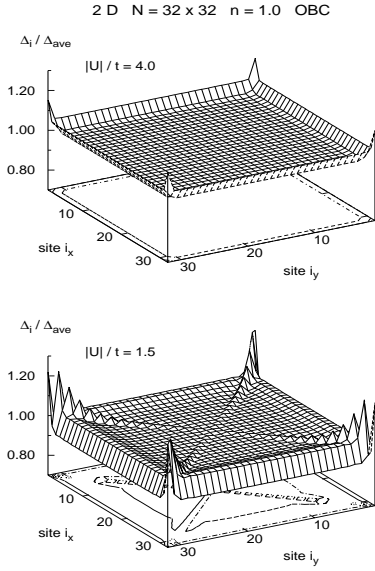 2 D N = 32 x 32 n = 1.0 OBC
Δi / Δave
|U| / t = 4.0
1.20
1.00
0.80
10
20
30
site ix
30
20
10
site iy
Δi / Δave
|U| / t = 1.5
1.20
1.00
0.80
10
20
30
site ix
30
20
10
site iy